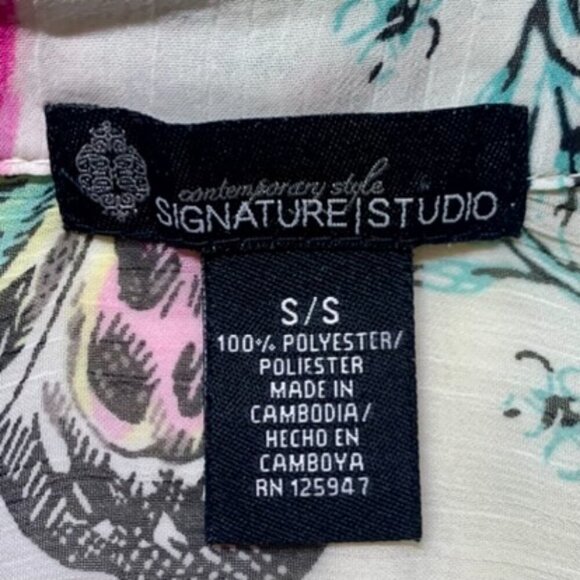 contemporary style
SIGNATURE|STUDIO
S/S
100% POLYESTER/
POLIESTER
MADE IN
CAMBODIA/
HECHO EN
CAMBOYA
RN 125947